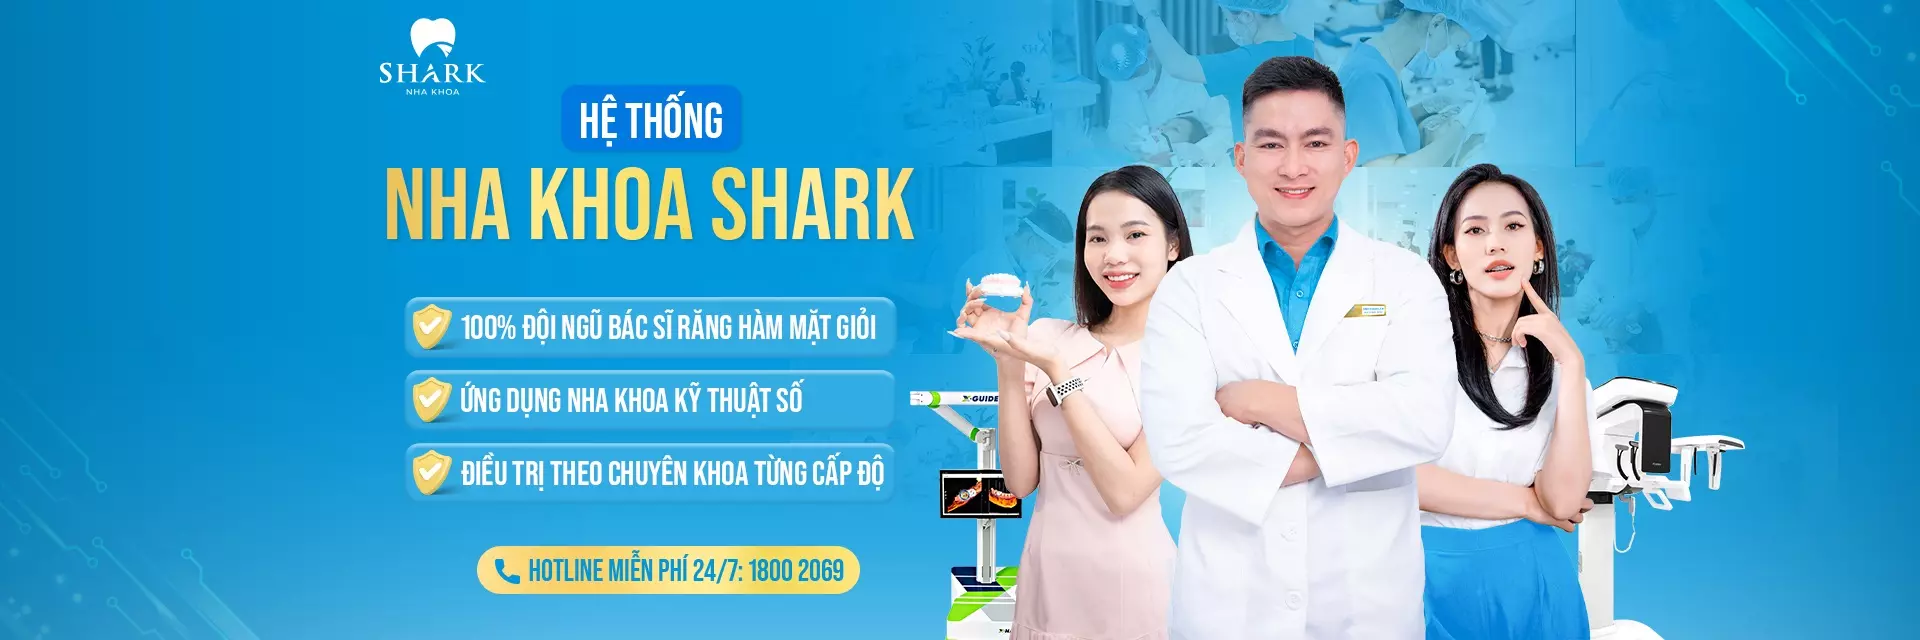 SHARK
NHA KHOA
HỆ THỐNG
NHA KHOA SHARK
100% ĐỘI NGŨ BÁC SĨ RĂNG HÀM MẶT GIỎI
ỨNG DỤNG NHA KHOA KỸ THUẬT SỐ
ĐIỀU TRỊ THEO CHUYÊN KHOA TỪNG CẤP ĐỘ
HOTLINE MIỄN PHÍ 24/7: 1800 2069
X-GUIDE